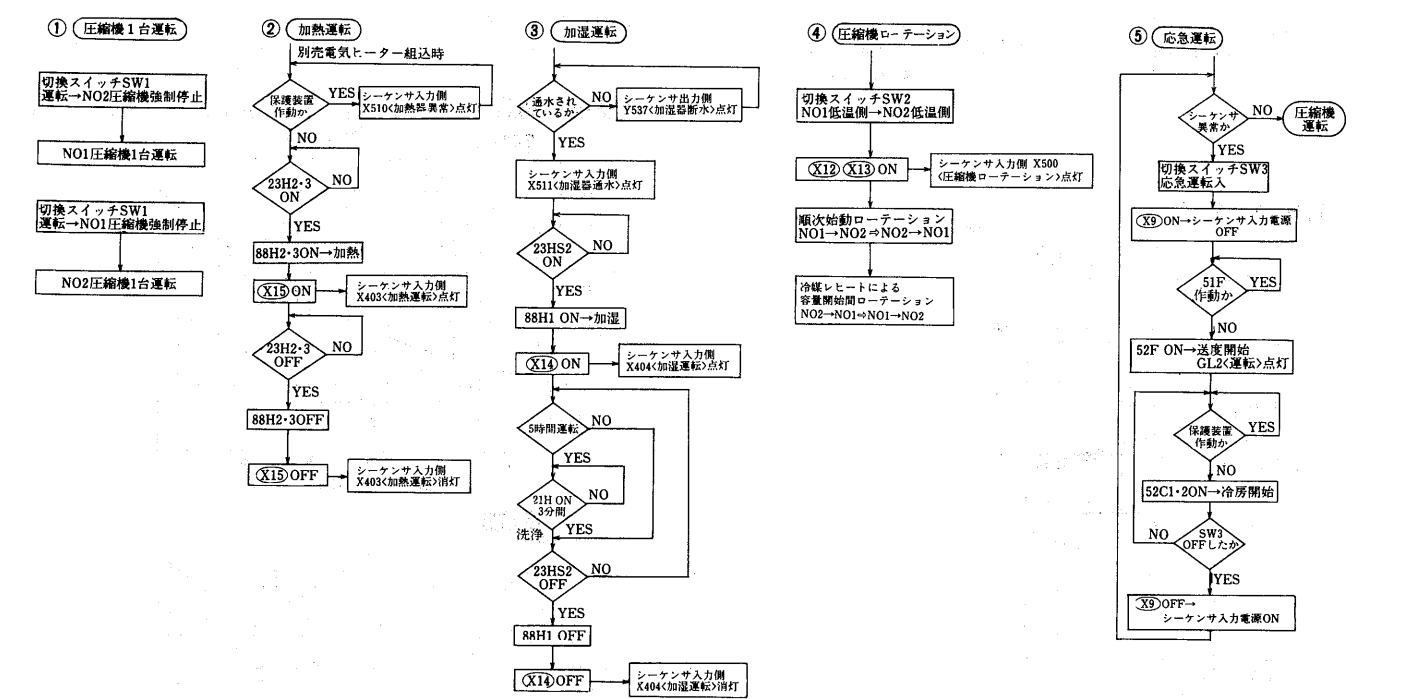 ① 圧縮機1台運転
切換スイッチSW1
運転→NO2圧縮機強制停止
NO1圧縮機1台運転
切換スイッチSW1
運転→NO1圧縮機強制停止
NO2圧縮機1台運転
② 加熱運転
別売電気ヒーター組込時
保護装置
作動か
YES
シーケンサ入力側
X510<加熱器異常>点灯
NO
23H2・3
ON
NO
YES
88H2・3ON→加熱
X15 ON
シーケンサ入力側
X403<加熱運転>点灯
23H2・3
OFF
NO
YES
88H2・3OFF
X15 OFF
シーケンサ入力側
X403<加熱運転>消灯
③ 加湿運転
通水され
ているか
NO
シーケンサ出力側
Y537<加湿器断水>点灯
YES
シーケンサ入力側
X511<加湿器通水>点灯
23HS2
ON
NO
YES
88H1 ON→加湿
X14 ON
シーケンサ入力側
X404<加湿運転>点灯
5時間運転
NO
YES
21H ON
3分間
NO
洗浄
YES
23HS2
OFF
NO
YES
88H1 OFF
X14 OFF
シーケンサ入力側
X404<加湿運転>消灯
④ 圧縮機ローテーション
切換スイッチSW2
NO1低温側→NO2低温側
X12 X13 ON
シーケンサ入力側 X500
<圧縮機ローテーション>点灯
順次始動ローテーション
NO1→NO2⇨NO2→NO1
冷媒レヒートによる
容量開始間ローテーション
NO2→NO1⇨NO1→NO2
⑤ 応急運転
シーケンサ
異常か
NO
圧縮機
運転
YES
切換スイッチSW3
応急運転入
X9 ON→シーケンサ入力電源
OFF
51F
作動か
YES
NO
52F ON→送度開始
GL2<運転>点灯
保護装置
作動か
YES
NO
52C1・2ON→冷房開始
SW3
OFFしたか
NO
YES
X9 OFF→
シーケンサ入力電源ON